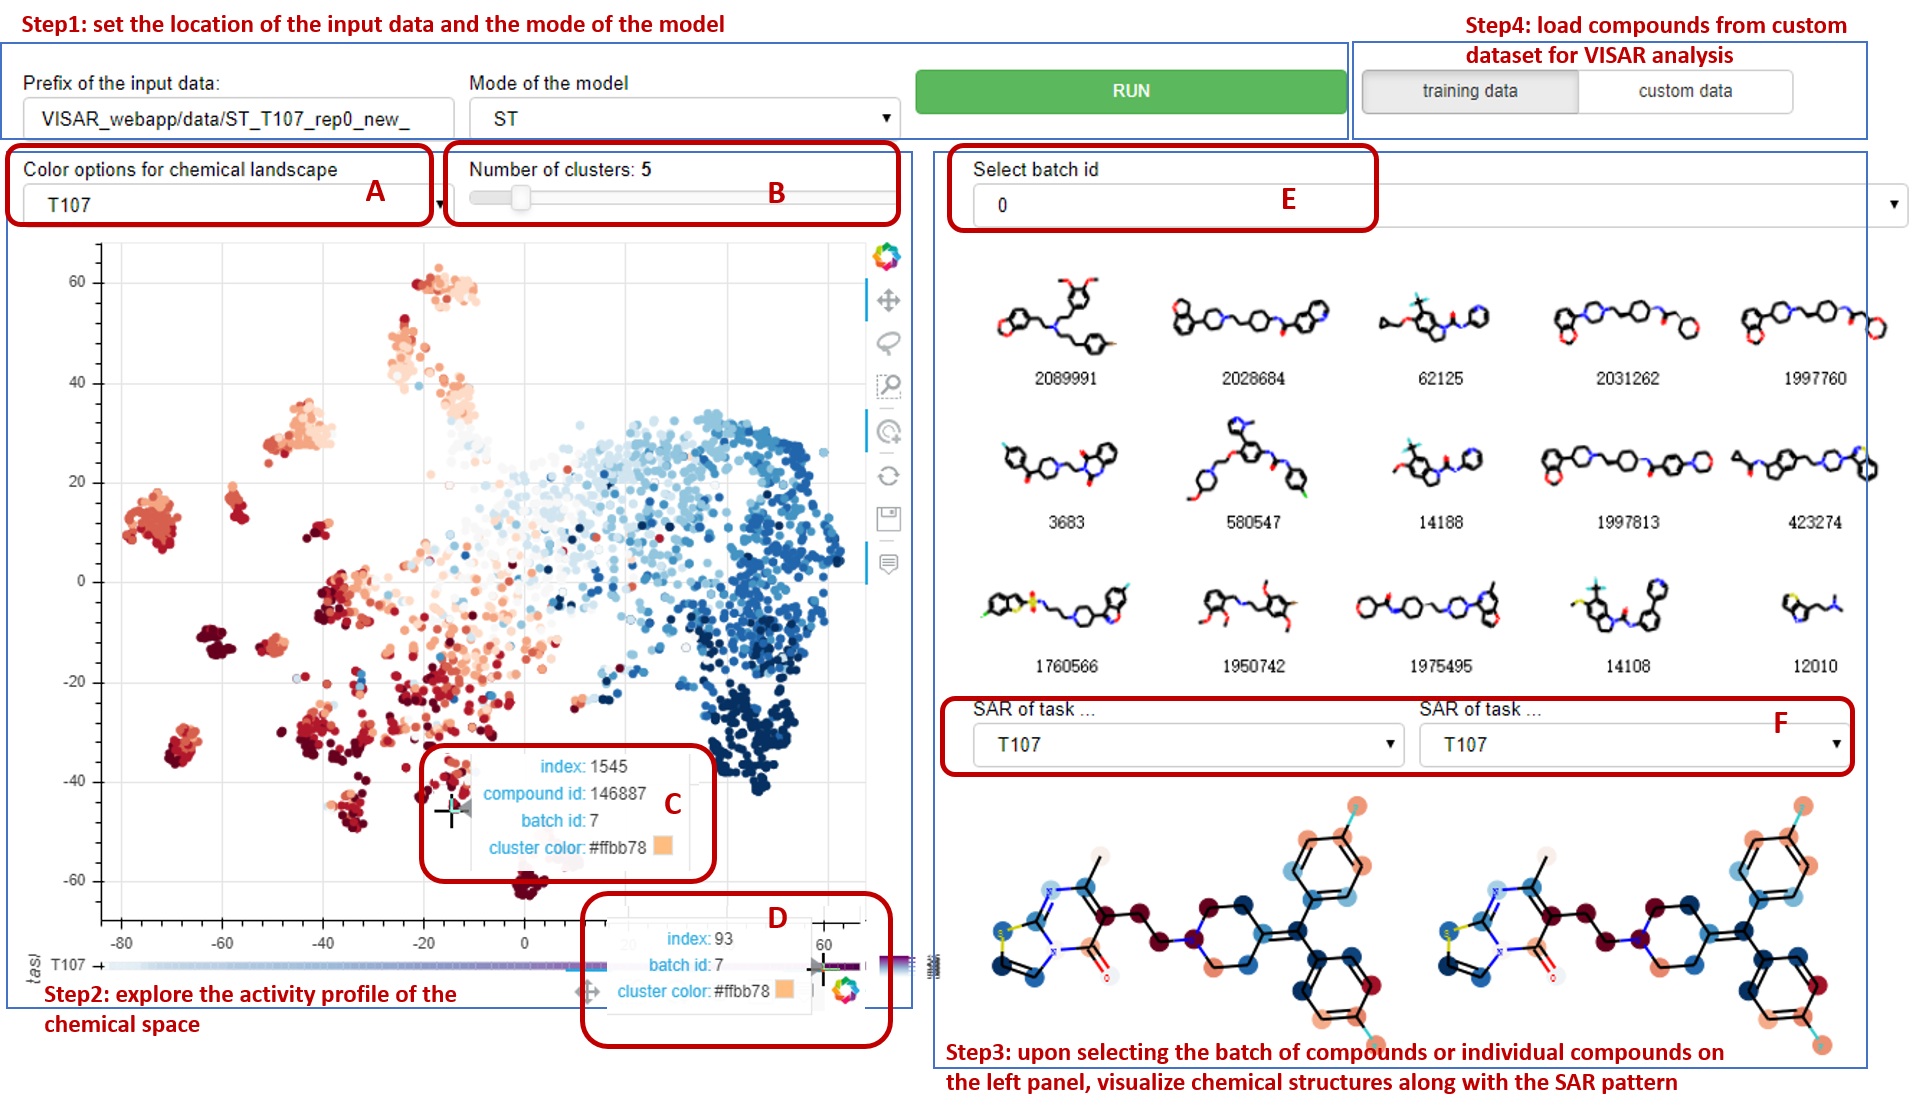 Step1: set the location of the input data and the mode of the model
Step4: load compounds from custom
dataset for VISAR analysis
Prefix of the input data:
Mode of the model
VISAR_webapp/data/ST_T107_rep0_new_
ST
RUN
training data
custom data
Color options for chemical landscape
T107
A
Number of clusters: 5
B
Select batch id
0
E
60
40
20
0
-20
-40
-60
-80
-60
-40
-20
0
20
60
T107
index: 1545
compound id: 146887
batch id: 7
cluster color: #ffbb78
C
D
index: 93
batch id: 7
cluster color: #ffbb78
Step2: explore the activity profile of the
chemical space
2089991
2028684
62125
2031262
1997760
3683
580547
14188
1997813
423274
1760566
1950742
1975495
14108
12010
SAR of task ...
SAR of task ...
F
T107
T107
Step3: upon selecting the batch of compounds or individual compounds on
the left panel, visualize chemical structures along with the SAR pattern